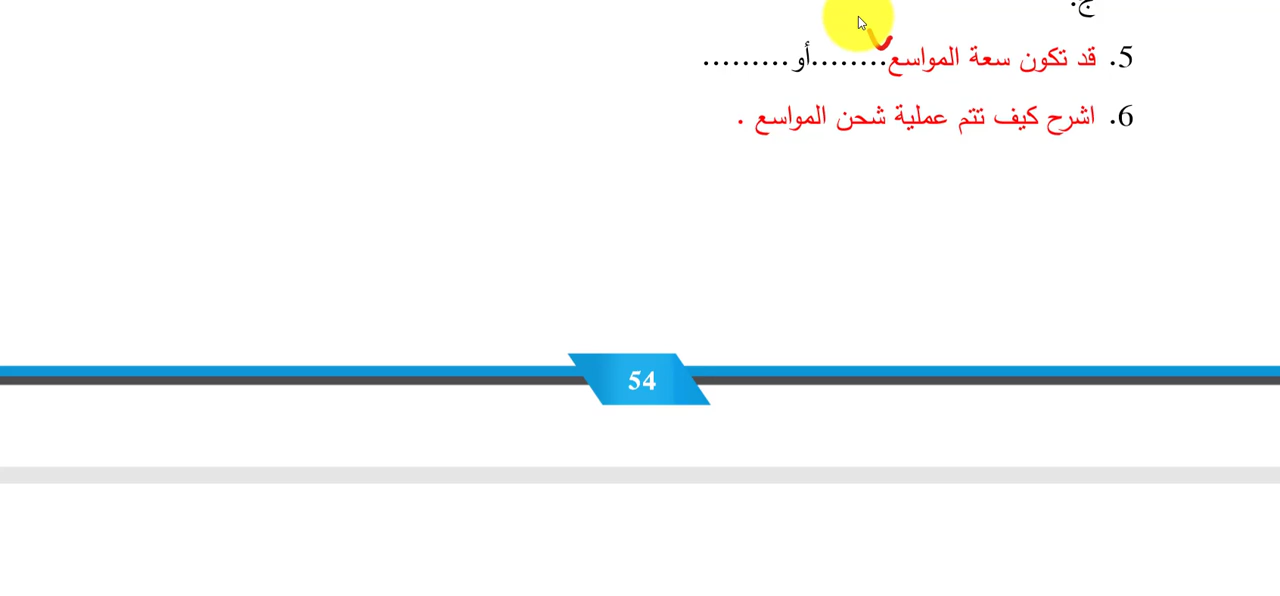 ج.
5. قد تكون سعة المواسع........أو.........
6. اشرح كيف تتم عملية شحن المواسع .
54